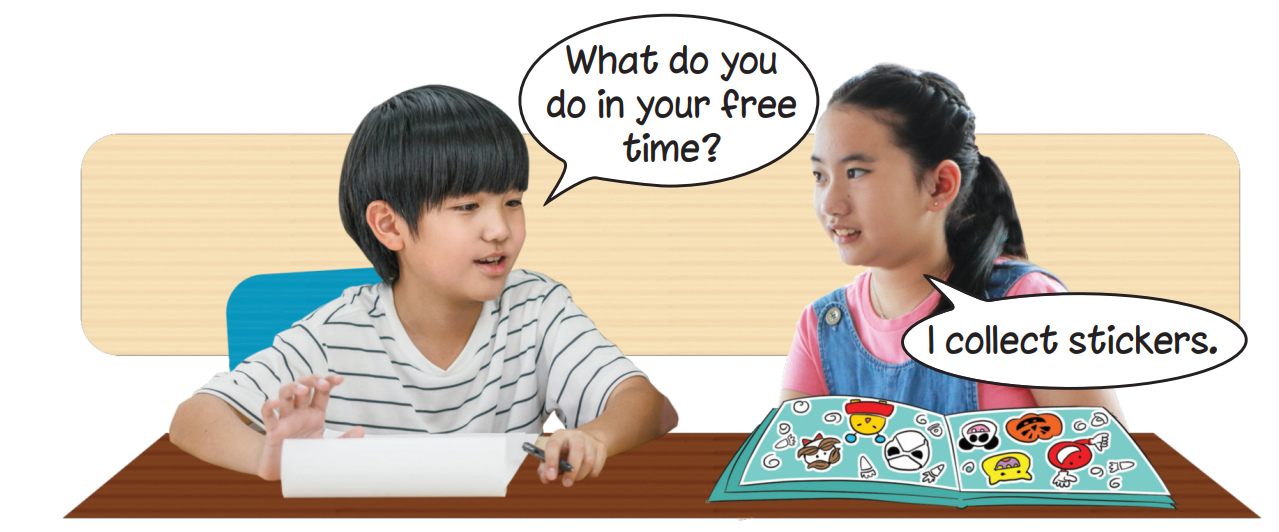 What do you
do in your free
time?
I collect stickers.